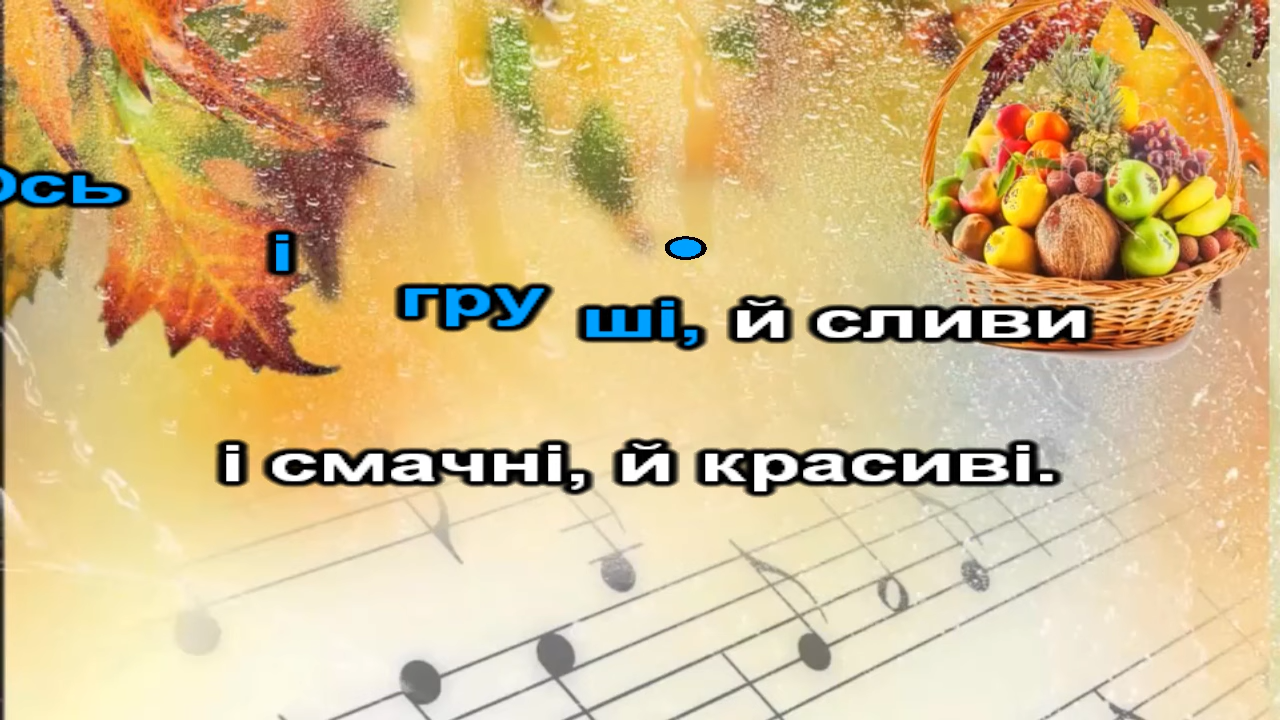 Ось і гру ші, й сливи
і смачні, й красиві.